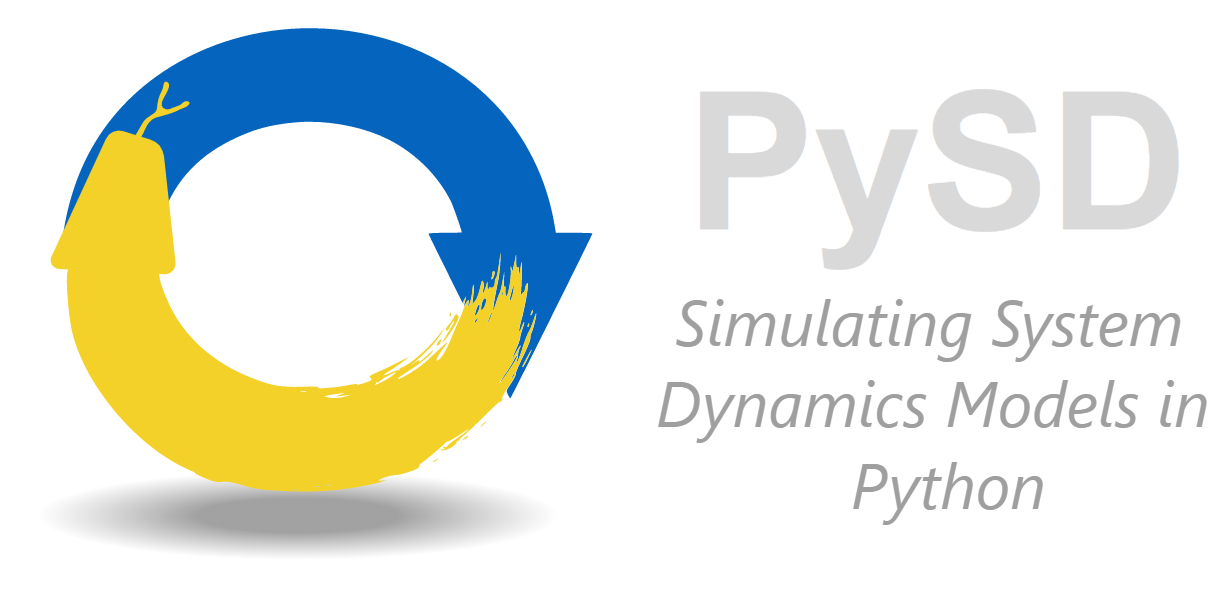 PySD
Simulating System
Dynamics Models in
Python